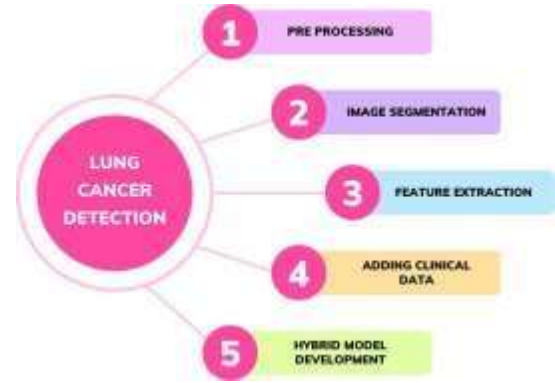 LUNG
CANCER
DETECTION
1
PRE PROCESSING
2
IMAGE SEGMENTATION
3
FEATURE EXTRACTION
4
ADDING CLINICAL
DATA
5
HYBRID MODEL
DEVELOPMENT